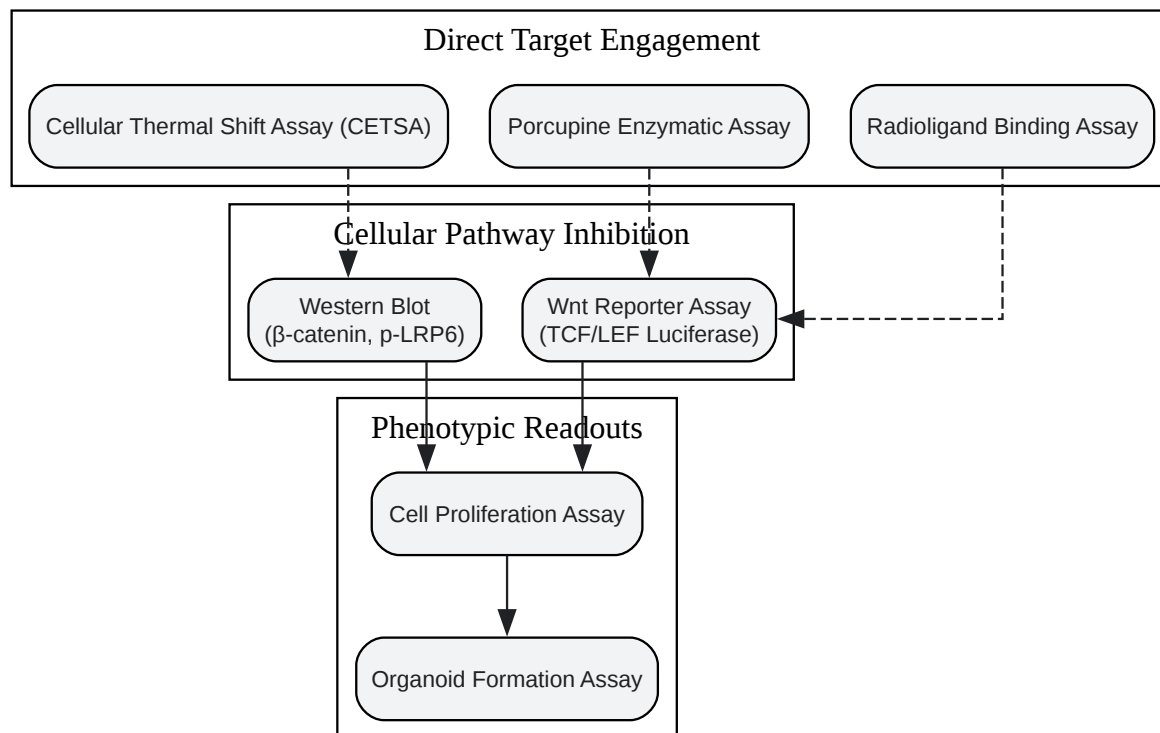 Direct Target Engagement
Cellular Thermal Shift Assay (CETSA)
Porcupine Enzymatic Assay
Radioligand Binding Assay
Cellular Pathway Inhibition
Western Blot
(β-catenin, p-LRP6)
Wnt Reporter Assay
(TCF/LEF Luciferase)
Phenotypic Readouts
Cell Proliferation Assay
Organoid Formation Assay